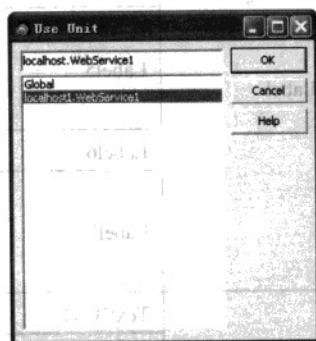 Use Unit
localhost.WebService1
OK
Global
localhost1.WebService1
Cancel
Help